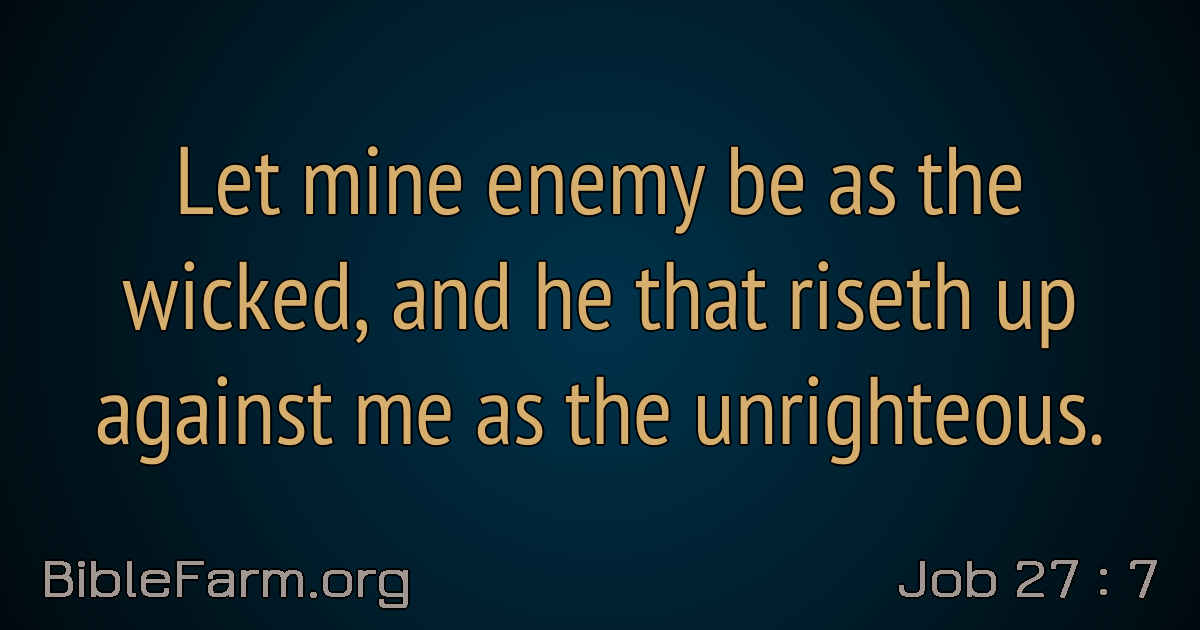 Let mine enemy be as the
wicked, and he that riseth up
against me as the unrighteous.
BibleFarm.org
Job 27 : 7